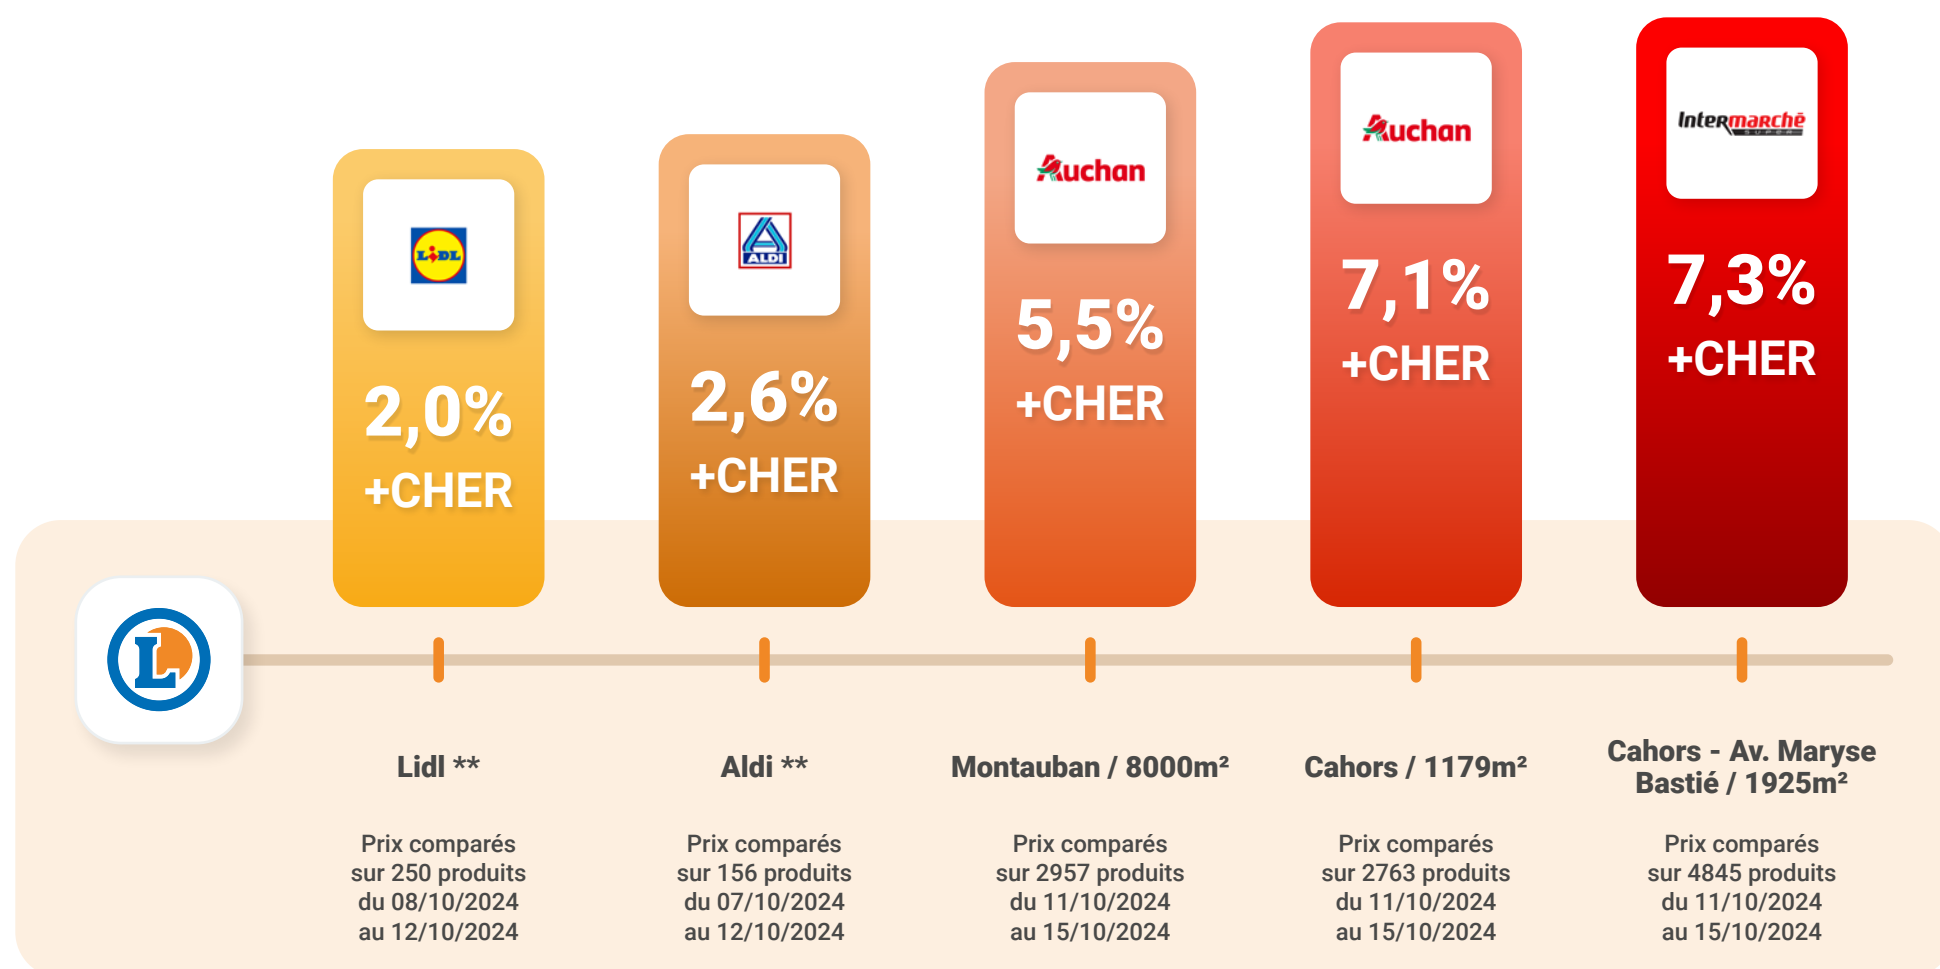 LiDL
2,0%
+CHER
ALDI
2,6%
+CHER
Auchan
5,5%
+CHER
Auchan
7,1%
+CHER
Intermarchē
SUPER
7,3%
+CHER
L
Lidl **
Prix comparés
sur 250 produits
du 08/10/2024
au 12/10/2024
Aldi **
Prix comparés
sur 156 produits
du 07/10/2024
au 12/10/2024
Montauban / 8000m²
Prix comparés
sur 2957 produits
du 11/10/2024
au 15/10/2024
Cahors / 1179m²
Prix comparés
sur 2763 produits
du 11/10/2024
au 15/10/2024
Cahors - Av. Maryse
Bastié / 1925m²
Prix comparés
sur 4845 produits
du 11/10/2024
au 15/10/2024